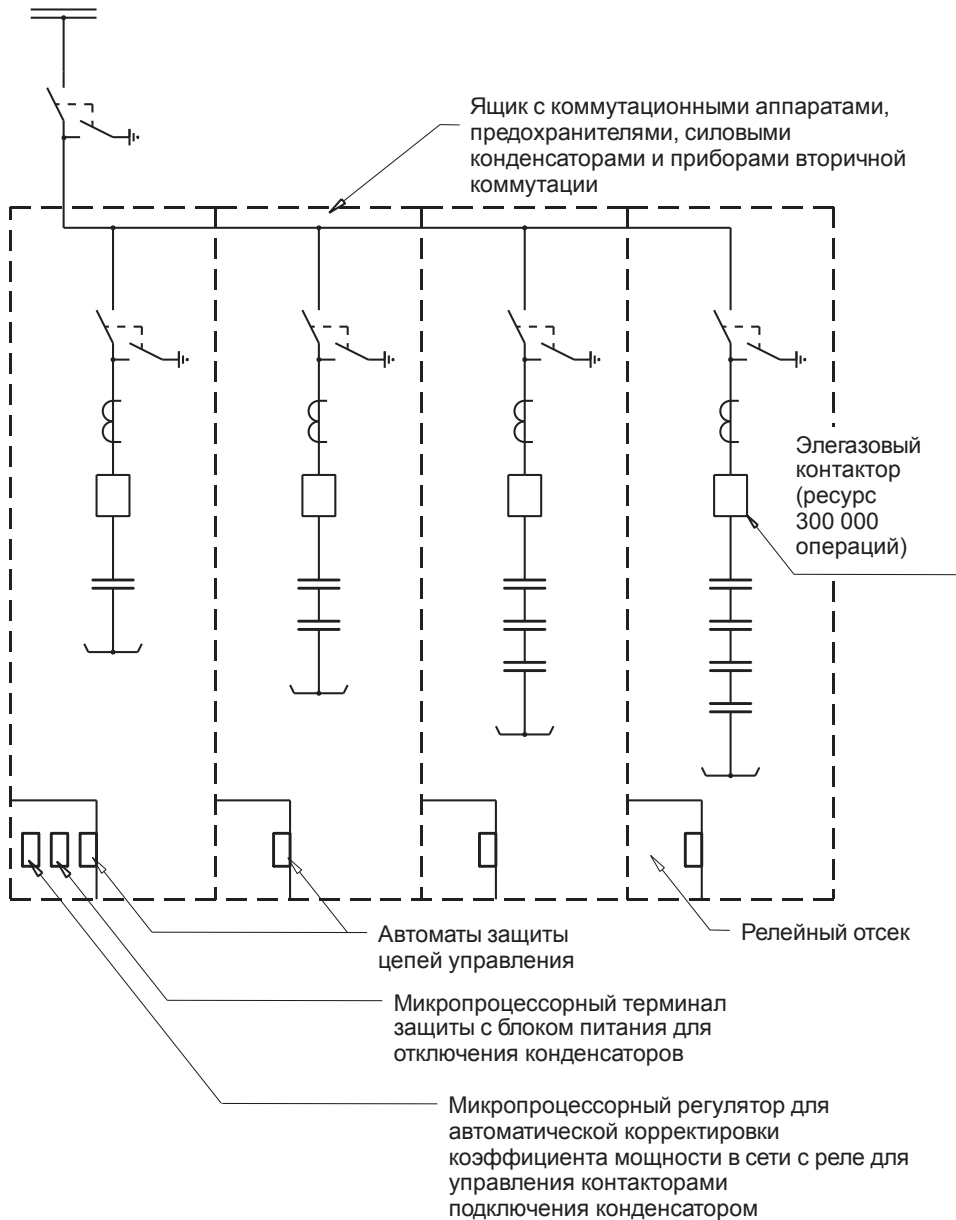 Ящик с коммутационными аппаратами,
предохранителями, силовыми
конденсаторами и приборами вторичной
коммутации
Элегазовый
контактор
(ресурс
300 000
операций)
Релейный отсек
Автоматы защиты
цепей управления
Микропроцессорный терминал
защиты с блоком питания для
отключения конденсаторов
Микропроцессорный регулятор для
автоматической корректировки
коэффициента мощности в сети с реле для
управления контакторами
подключения конденсатором